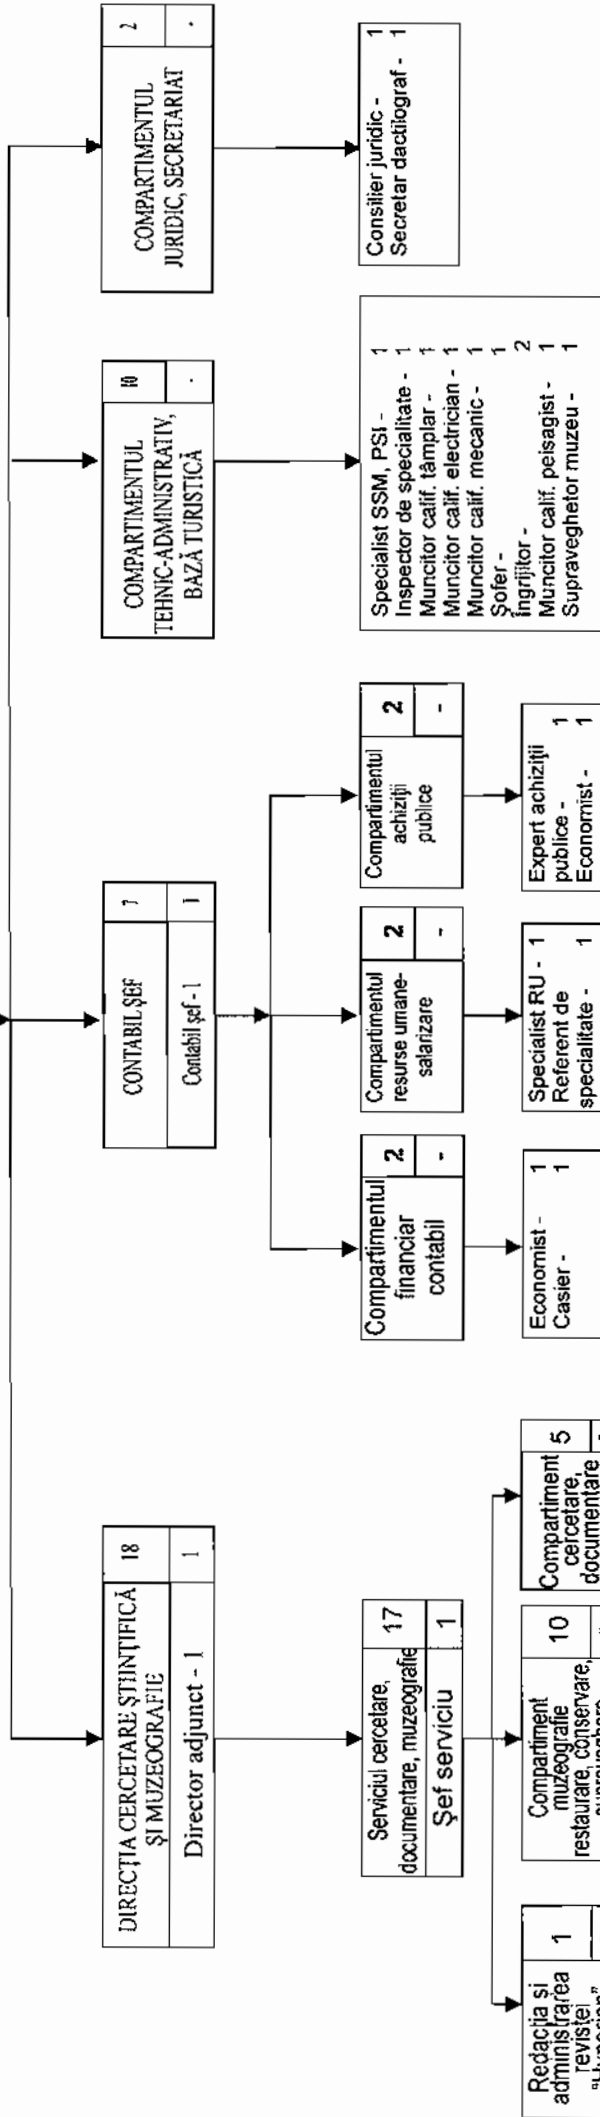 DIRECȚIA CERCETARE ȘTIINȚIFICĂ
ȘI MUZEOGRAFIE
18
Director adjunct - 1
1
CONTABIL ȘEF
7
Contabil șef - 1
1
COMPARTIMENTUL
TEHNIC-ADMINISTRATIV,
BAZĂ TURISTICĂ
10
-
COMPARTIMENTUL
JURIDIC, SECRETARIAT
2
-
Serviciul cercetare,
documentare, muzeografie
17
Șef serviciu
1
Compartimentul
financiar
contabil
2
-
Compartimentul
resurse umane-
salarizare
2
-
Compartimentul
achiziții
publice
2
-
Specialist SSM, PSI - 1
Inspector de specialitate - 1
Muncitor calif. tâmplar - 1
Muncitor calif. electrician - 1
Muncitor calif. mecanic - 1
Șofer - 1
Îngrijitor - 2
Muncitor calif. peisagist - 1
Supraveghetor muzeu - 1
Consilier juridic - 1
Secretar dactilograf - 1
Redacția și
administrarea
revistei
1
Compartiment
muzeografie
restaurare, conservare,
10
Compartiment
cercetare,
documentare
5
Economist - 1
Casier - 1
Specialist RU - 1
Referent de
specialitate - 1
Expert achiziții
publice - 1
Economist - 1